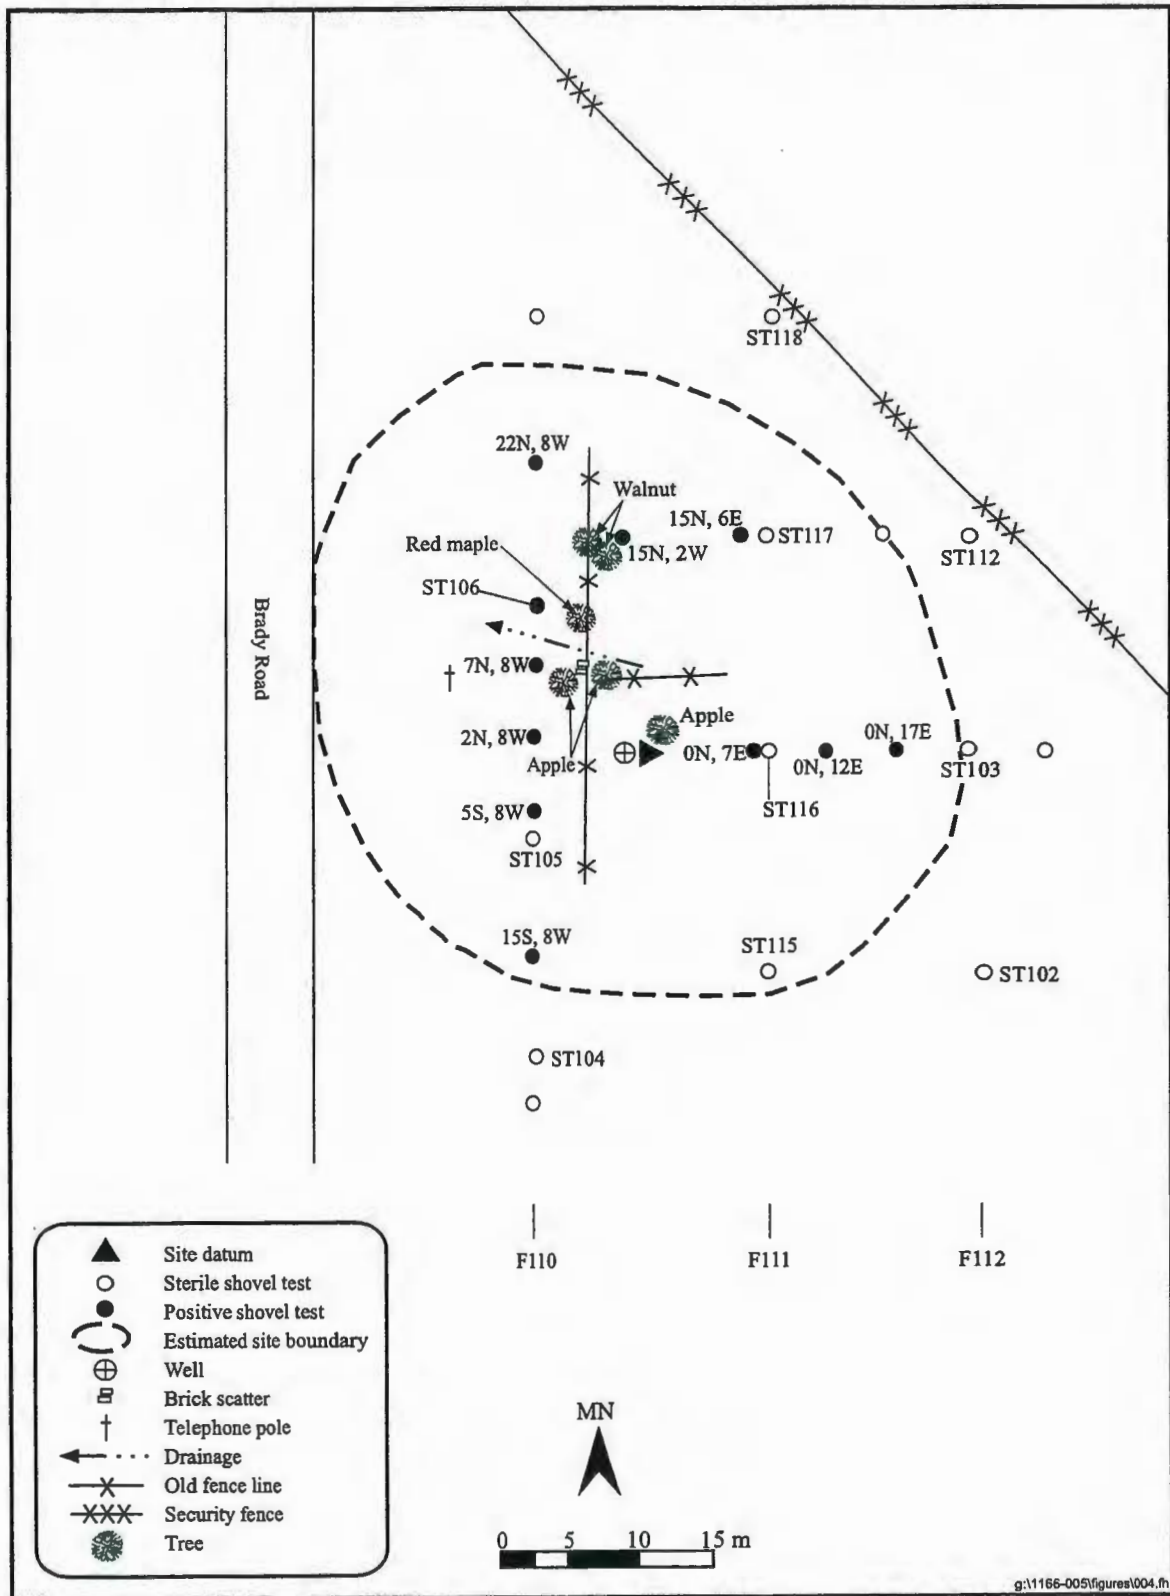 ST118
22N, 8W
Walnut
15N, 6E
ST117
Red maple
15N, 2W
ST112
ST106
Brady Road
7N, 8W
Apple
2N, 8W
0N, 17E
Apple
0N, 7E
0N, 12E
ST103
5S, 8W
ST116
ST105
15S, 8W
ST115
ST102
ST104
F110
F111
F112
Site datum
Sterile shovel test
Positive shovel test
Estimated site boundary
Well
Brick scatter
Telephone pole
Drainage
Old fence line
Security fence
Tree
MN
0 5 10 15 m
g:\1166-005\figures\004.fh